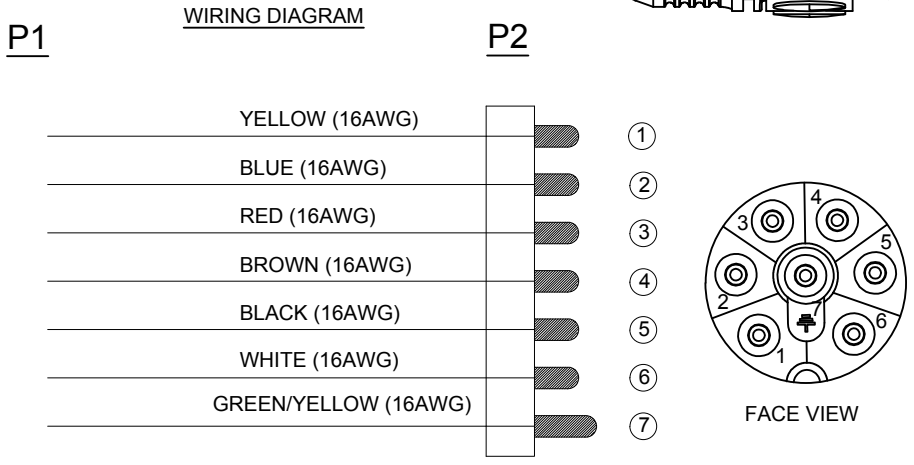 WIRING DIAGRAM
P1
P2
YELLOW (16AWG)
1
BLUE (16AWG)
2
RED (16AWG)
3
BROWN (16AWG)
4
BLACK (16AWG)
5
WHITE (16AWG)
6
GREEN/YELLOW (16AWG)
7
3
4
5
2
7
6
1
FACE VIEW